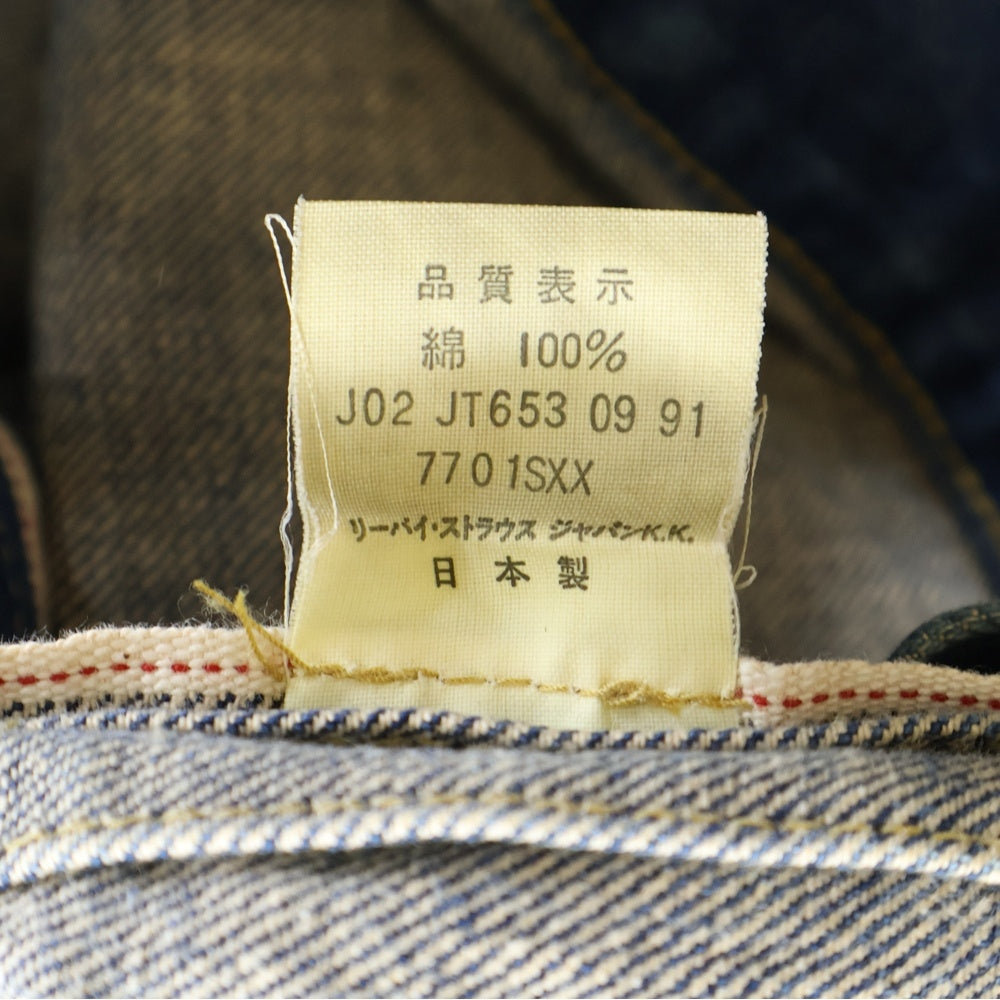 品質表示
綿 100%
J02 JT653 09 91
7701SXX
リーバイ・ストラウス ジャパンK.K.
日本製